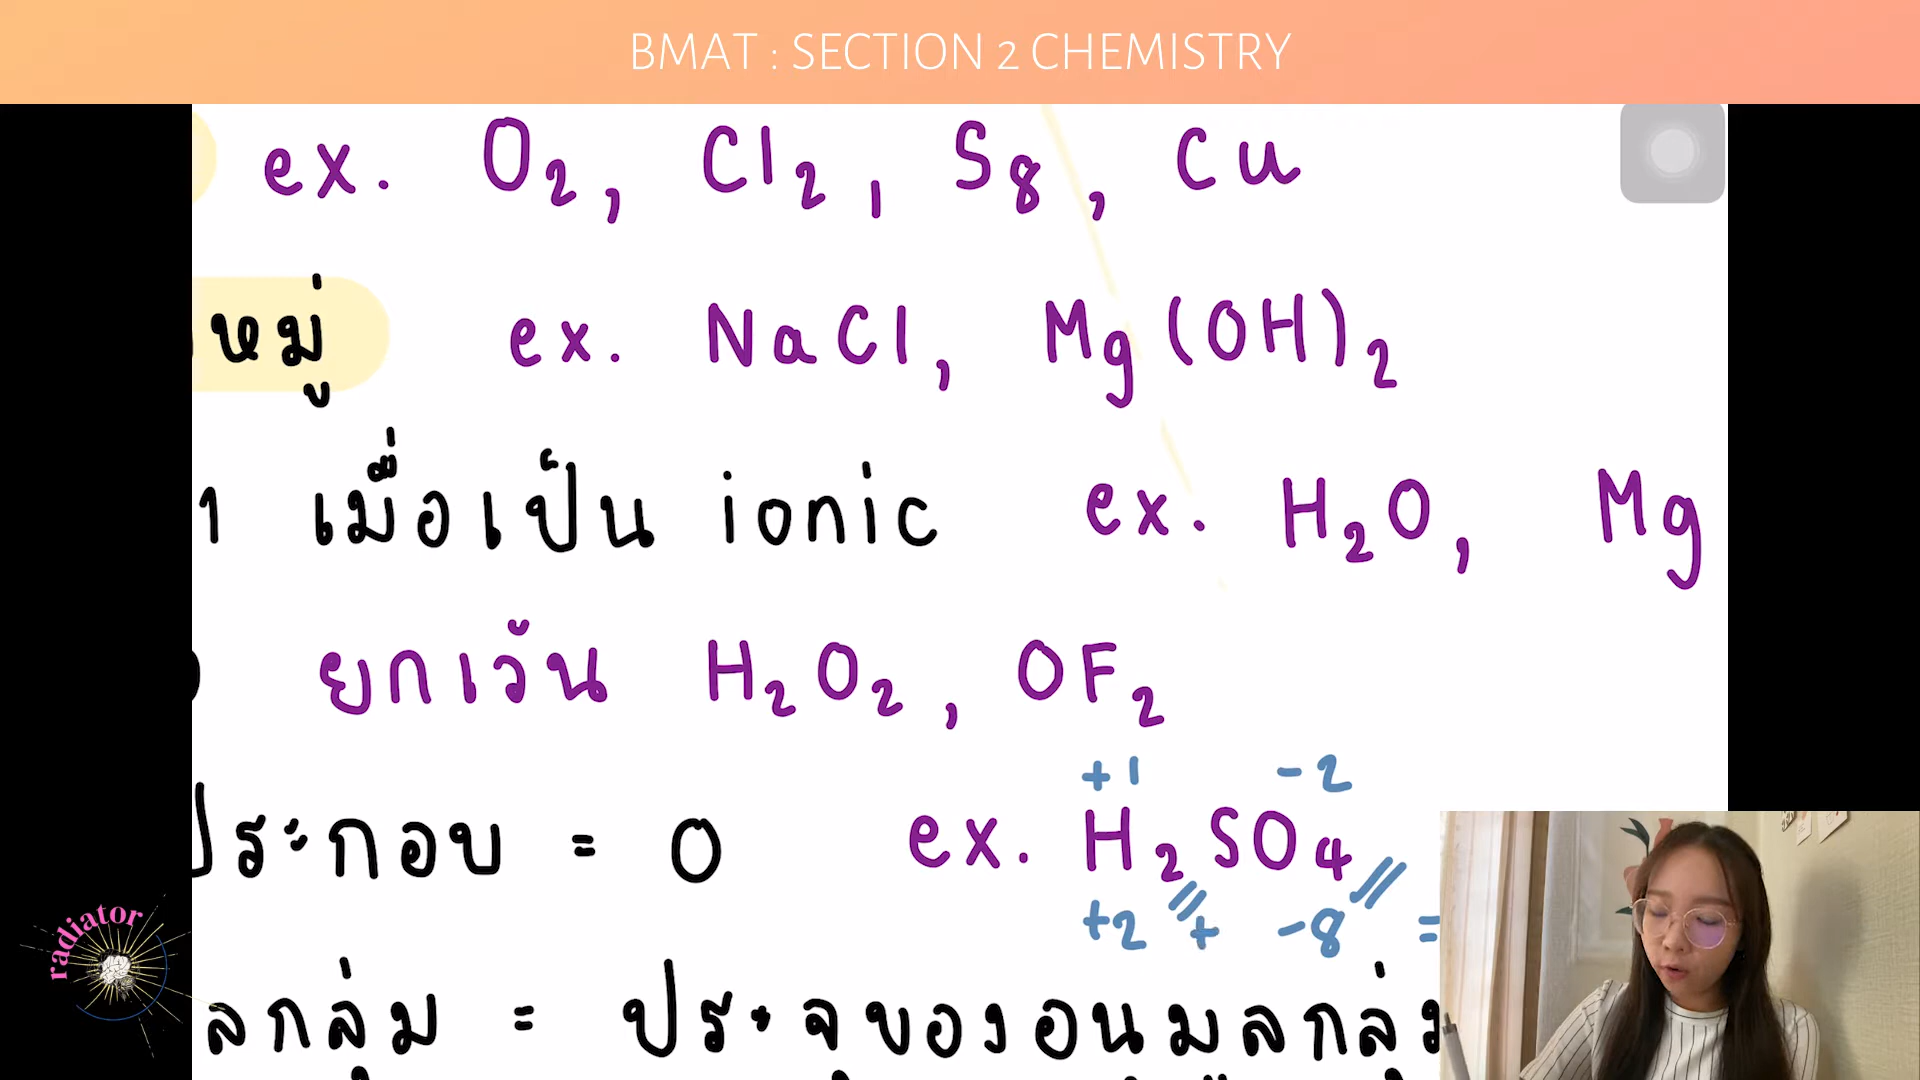 BMAT : SECTION 2 CHEMISTRY
ex. O2, Cl2, S8, Cu
หมู่ ex. NaCl, Mg(OH)2
1 เมื่อเป็น ionic ex. H2O, Mg
ยกเว้น H2O2, OF2
+1 -2
ประกอบ = 0 ex. H2SO4
+2 + -8 =
radiator
ลกลุ่ม = ประจุของอนุมูลกลุ่